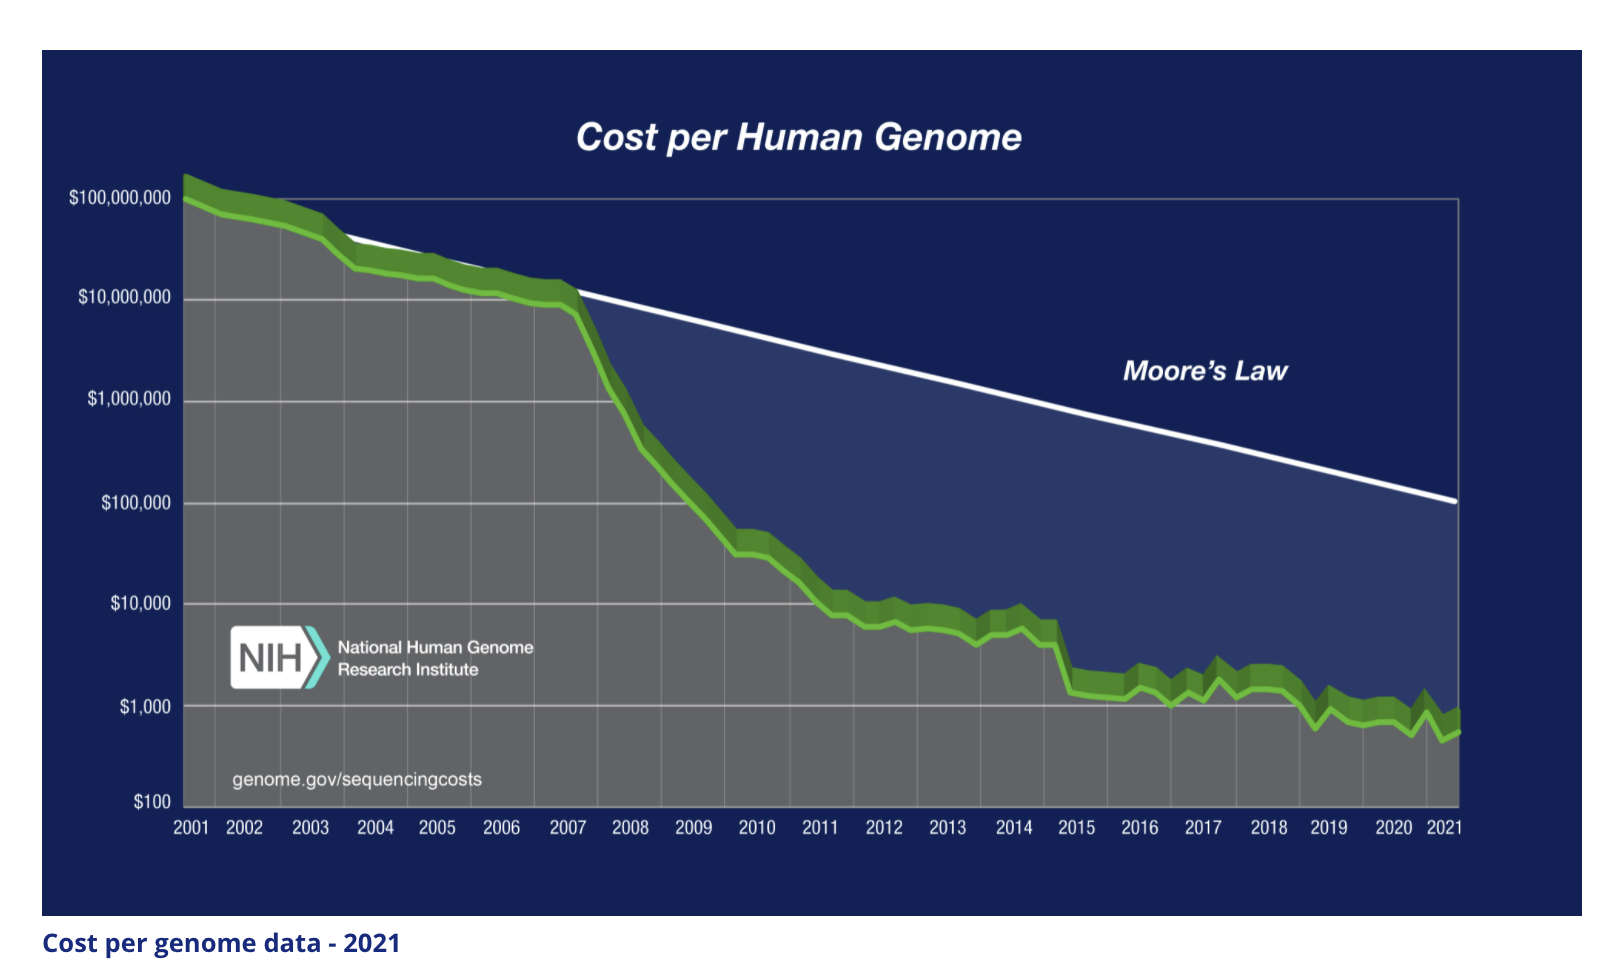 Cost per Human Genome
$100,000,000
$10,000,000
$1,000,000
$100,000
$10,000
$1,000
$100
Moore's Law
NIH
National Human Genome
Research Institute
genome.gov/sequencingcosts
2001 2002 2003 2004 2005 2006 2007 2008 2009 2010 2011 2012 2013 2014 2015 2016 2017 2018 2019 2020 2021
Cost per genome data - 2021